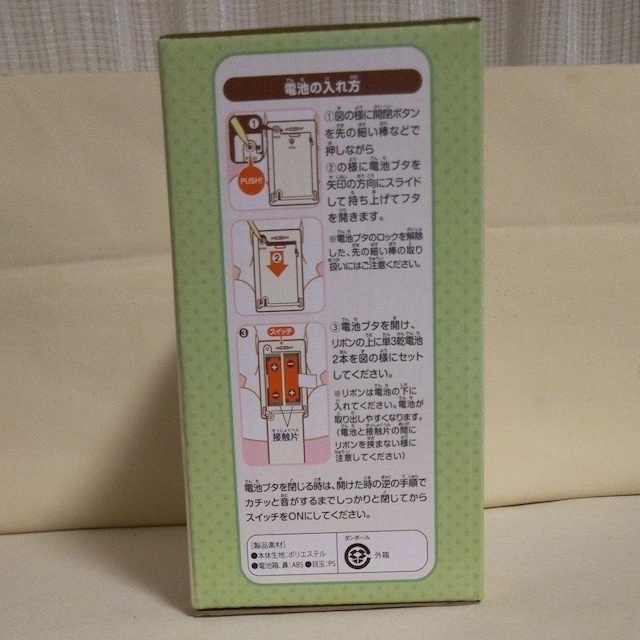 電池の入れ方
①図の様に開閉ボタン
を先の細い棒などで
押しながら
②の様に電池ブタを
矢印の方向にスライド
して持ち上げてフタ
を開きます。
※電池ブタのロックを解除
した、先の細い棒の取り
扱いにはご注意ください。
①
PUSH!
②
③電池ブタを開け、
リボンの上に単3乾電池
2本を図の様にセット
してください。
※リボンは電池の下に
入れてください。電池が
取り出しやすくなります。
(電池と接触片の間に
リボンを挟まない様に
注意してください)
③
スイッチ
+ −
− +
接触片
電池ブタを閉じる時は、開けた時の逆の手順で
カチッと音がするまでしっかりと閉じてから
スイッチをONにしてください。
[製品素材]
●本体生地:ポリエステル
●電池箱、鼻:ABS ●目玉:PS
ダンボール
外箱